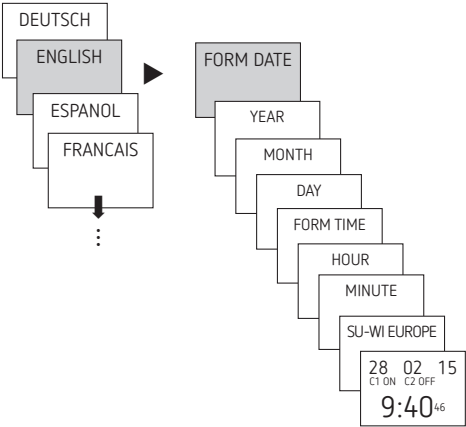 DEUTSCH
ENGLISH
ESPANOL
FRANCAIS
FORM DATE
YEAR
MONTH
DAY
FORM TIME
HOUR
MINUTE
SU-WI EUROPE
28 02 15
C1 ON C2 OFF
9:40 46